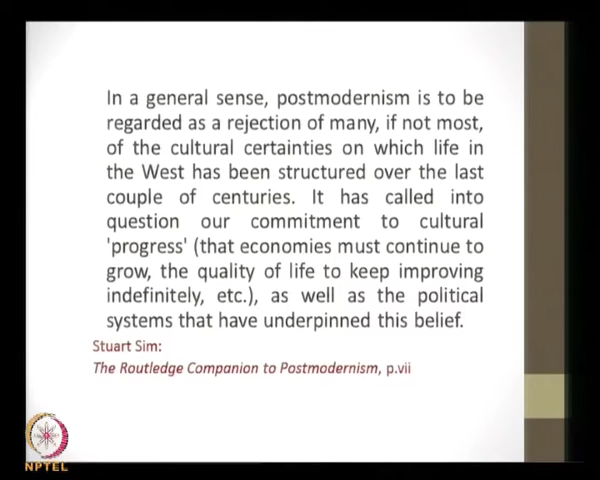 In a general sense, postmodernism is to be
regarded as a rejection of many, if not most,
of the cultural certainties on which life in
the West has been structured over the last
couple of centuries. It has called into
question our commitment to cultural
'progress' (that economies must continue to
grow, the quality of life to keep improving
indefinitely, etc.), as well as the political
systems that have underpinned this belief.
Stuart Sim:
The Routledge Companion to Postmodernism, p.vii
NPTEL